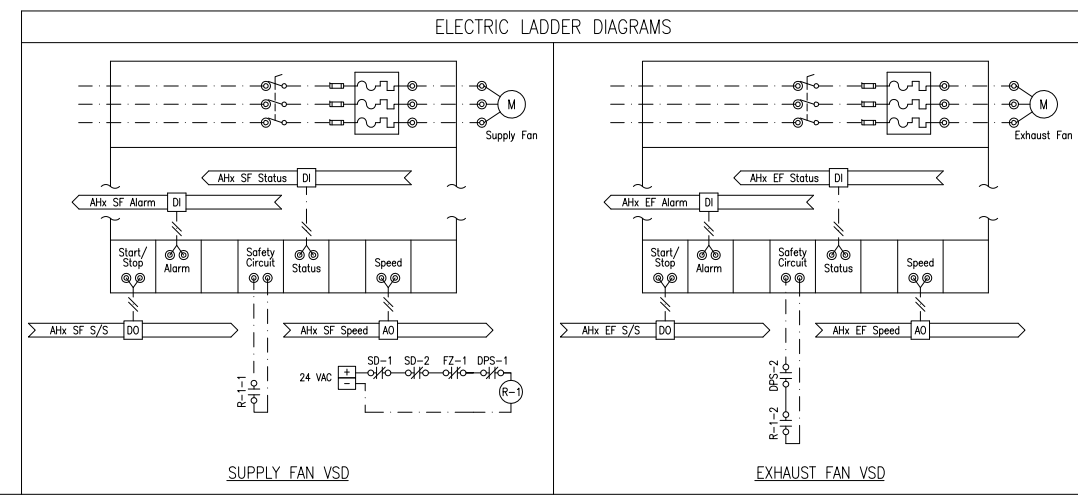 ELECTRIC LADDER DIAGRAMS
M
Supply Fan
AHx SF Status DI
AHx SF Alarm DI
Start/
Stop
Alarm
Safety
Circuit
Status
Speed
AHx SF S/S DO
AHx SF Speed AO
24 VAC
+
-
SD-1 SD-2 FZ-1 DPS-1
R-1
R-1-1
SUPPLY FAN VSD
M
Exhaust Fan
AHx EF Status DI
AHx EF Alarm DI
Start/
Stop
Alarm
Safety
Circuit
Status
Speed
AHx EF S/S DO
AHx EF Speed AO
DPS-2
R-1-2
EXHAUST FAN VSD